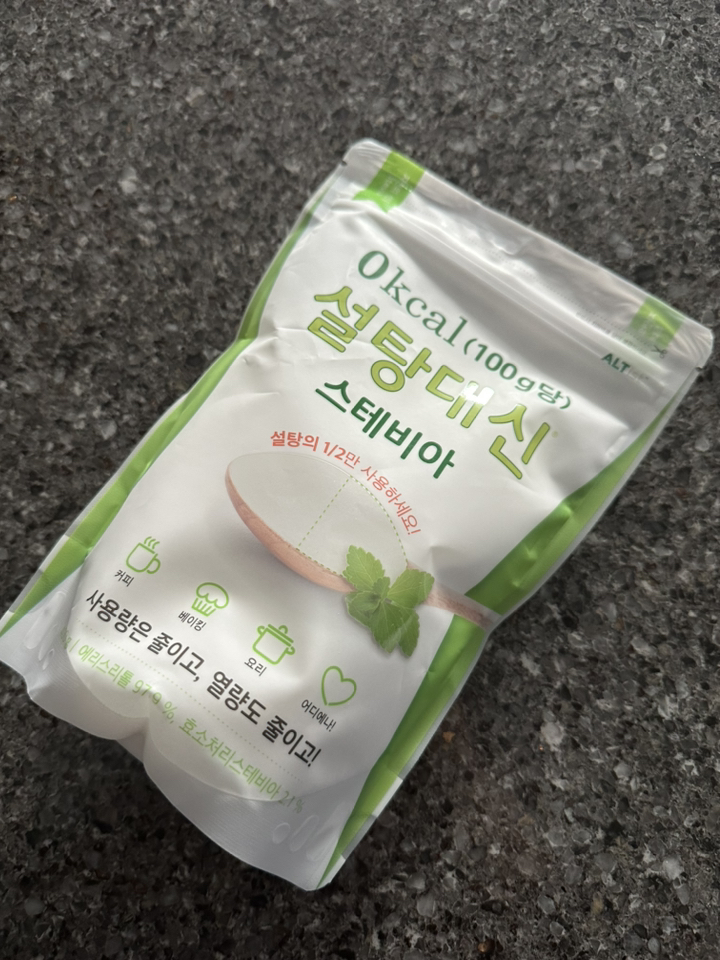 0kcal(100g당)
설탕대신
스테비아
ALT
설탕의 1/2만 사용하세요!
커피
베이킹
요리
어디에나!
사용량은 줄이고, 열량도 줄이고!
에리스리톨 97.9 %, 효소처리스테비아 2.1 %